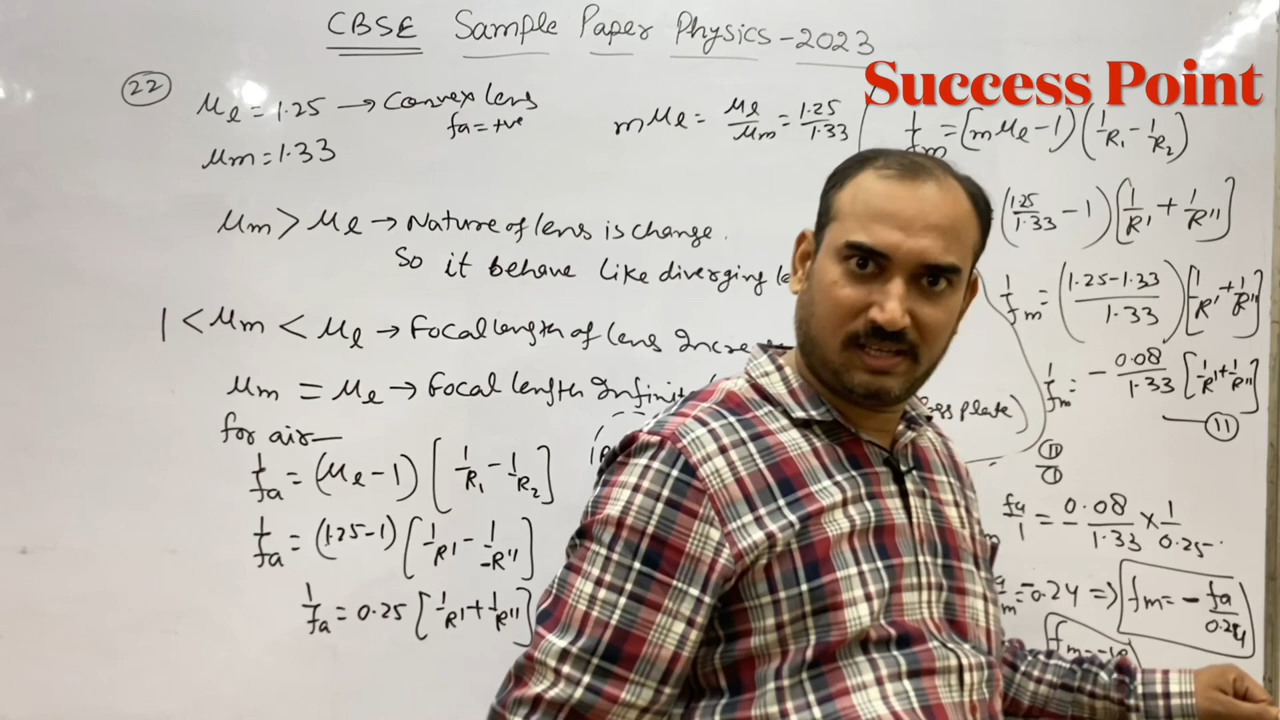 CBSE Sample Paper Physics-2023
Success Point
22
μℓ = 1.25 → Convex lens
fa = +ve
μm = 1.33
mμℓ = μℓ/μm = 1.25/1.33
1/fm = (mμℓ - 1) (1/R₁ - 1/R₂)
μm > μℓ → Nature of lens is change.
So it behave like diverging
1 < μm < μℓ → Focal length of lens
μm = μℓ → Focal length
for air—
1/fa = (μℓ - 1) [1/R₁ - 1/R₂]
1/fa = (1.25 - 1) [1/R' - 1/-R'']
1/fa = 0.25 [1/R' + 1/R'']
(1.25/1.33 - 1) [1/R' + 1/R'']
1/fm = (1.25 - 1.33/1.33) [1/R' + 1/R'']
1/fm = - 0.08/1.33 [1/R' + 1/R'']
— 11
plate)
11/1
fa/fm = - 0.08/1.33 × 1/0.25
= -0.24 ⇒ fm = - fa/0.24